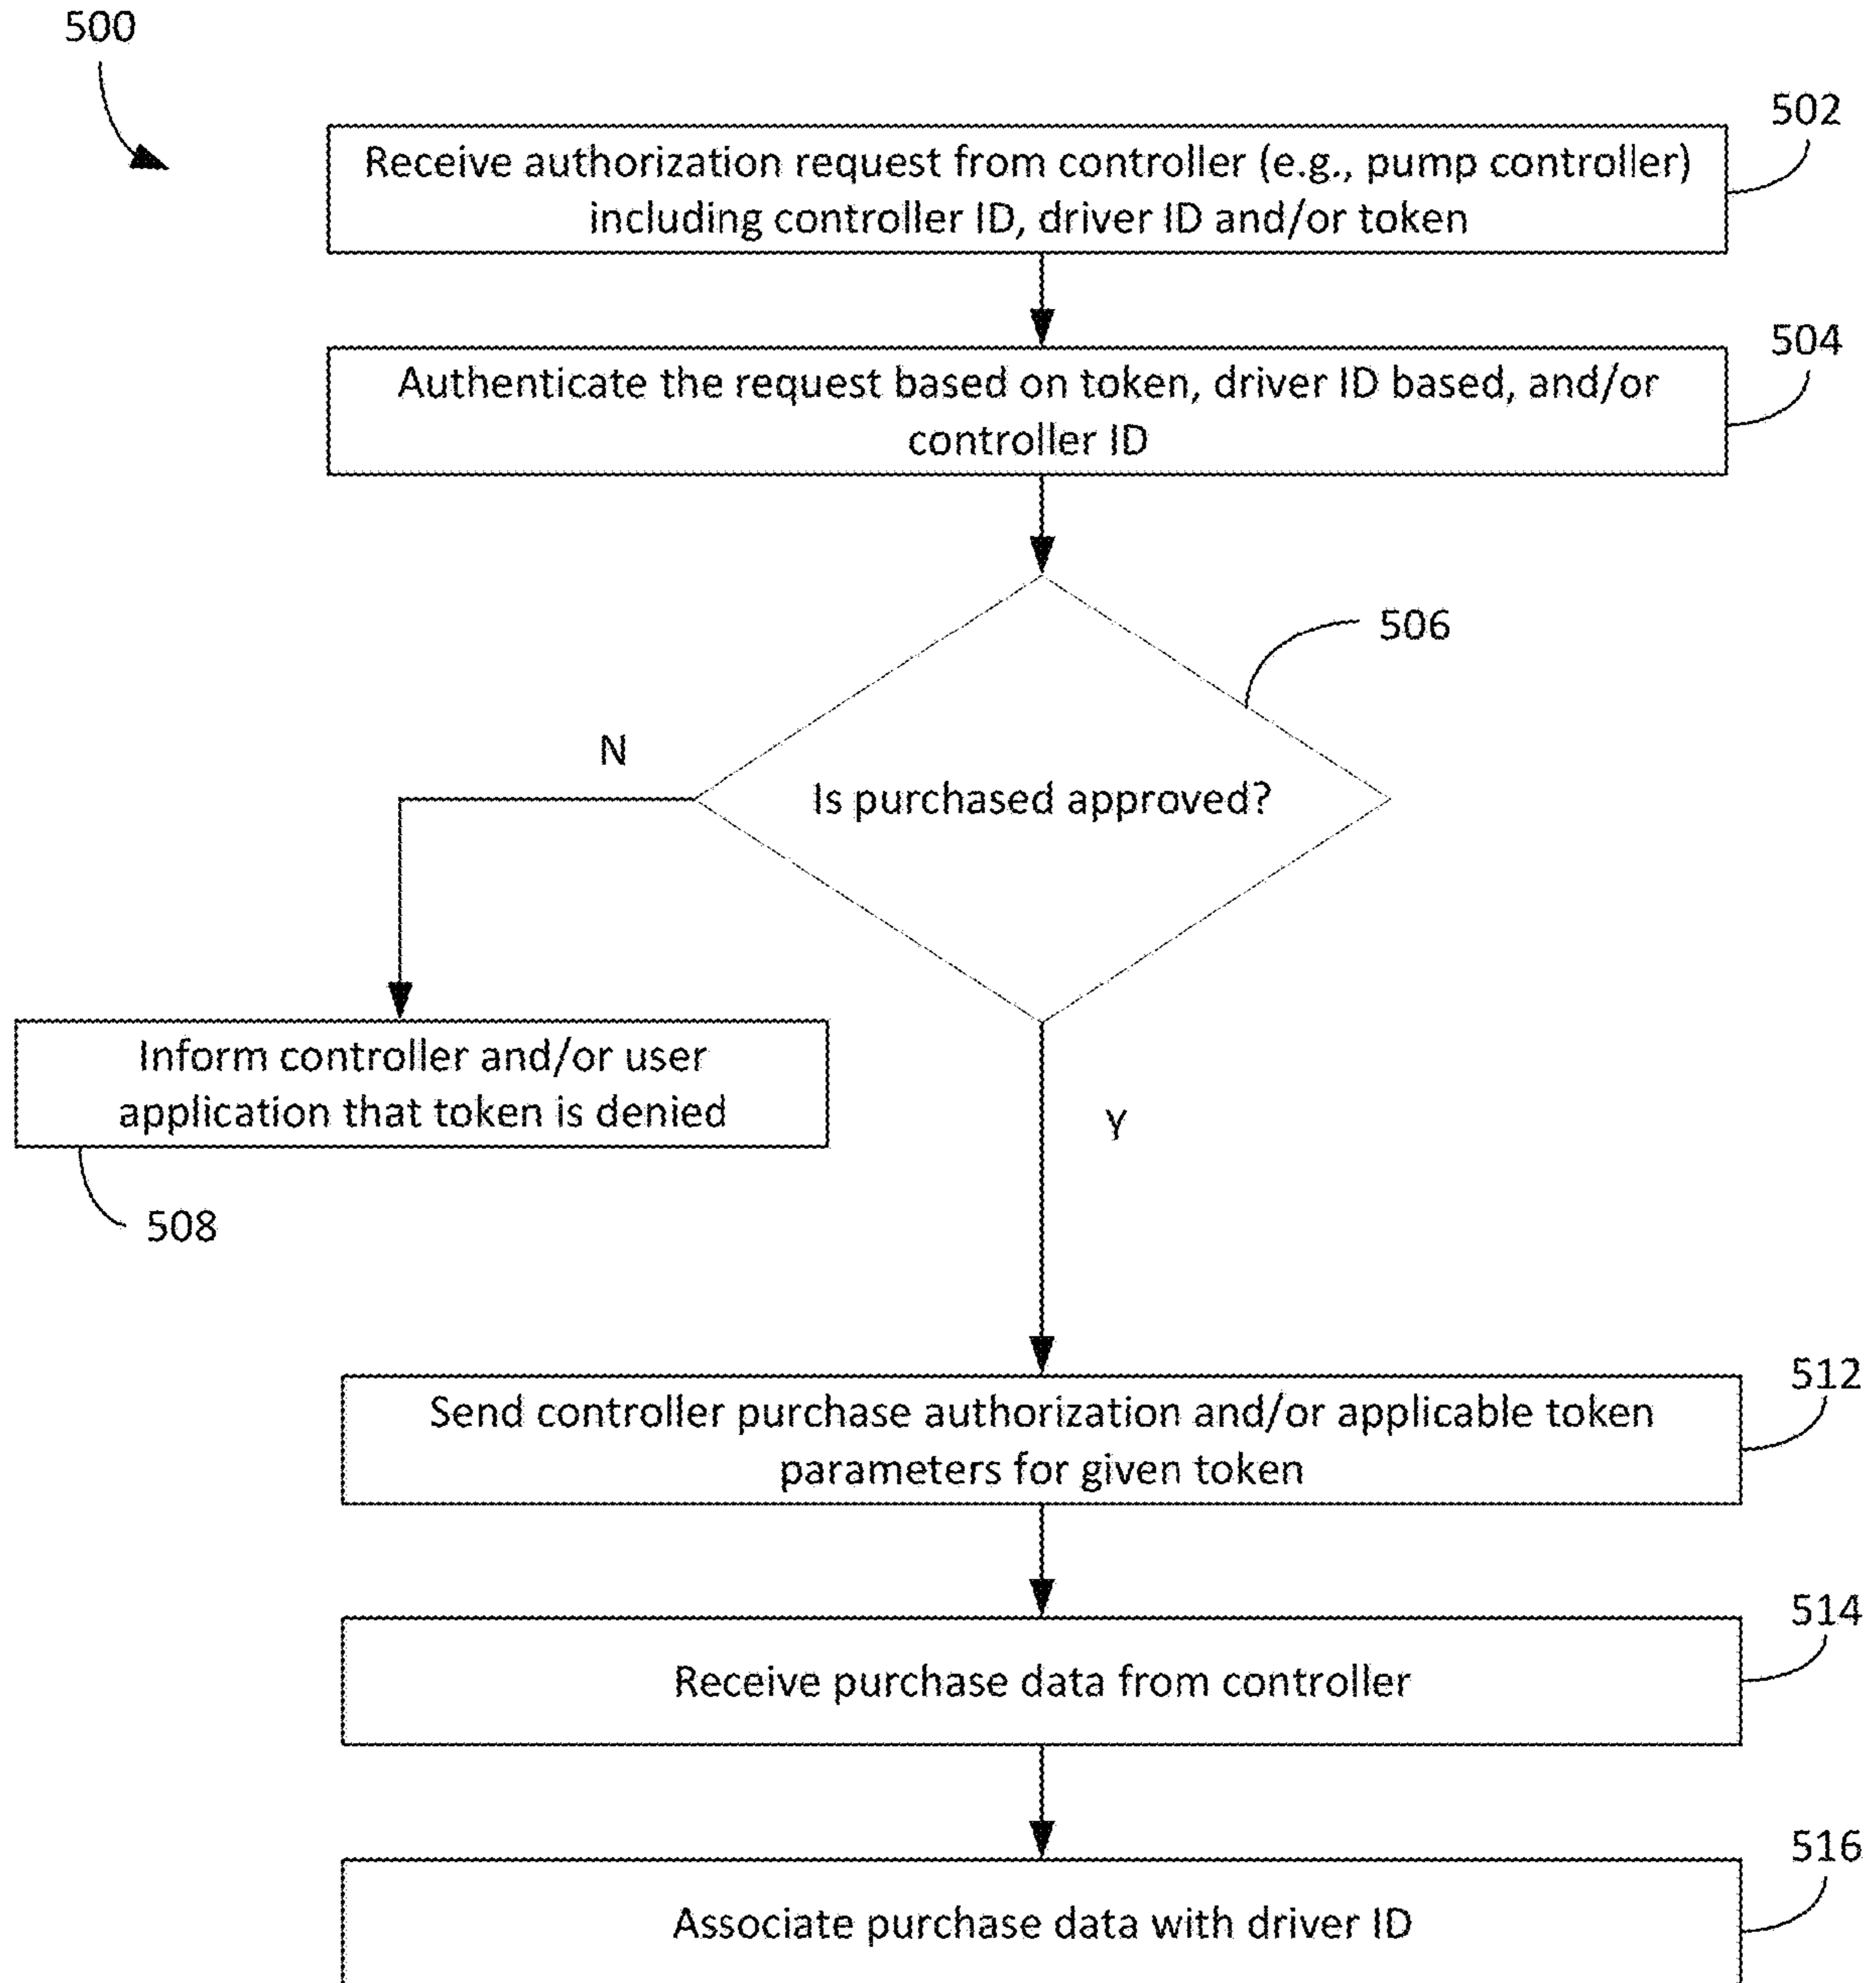 500
502
Receive authorization request from controller (e.g., pump controller)
including controller ID, driver ID and/or token
504
Authenticate the request based on token, driver ID based, and/or
controller ID
506
N
Is purchased approved?
Inform controller and/or user
application that token is denied
Y
508
512
Send controller purchase authorization and/or applicable token
parameters for given token
514
Receive purchase data from controller
516
Associate purchase data with driver ID